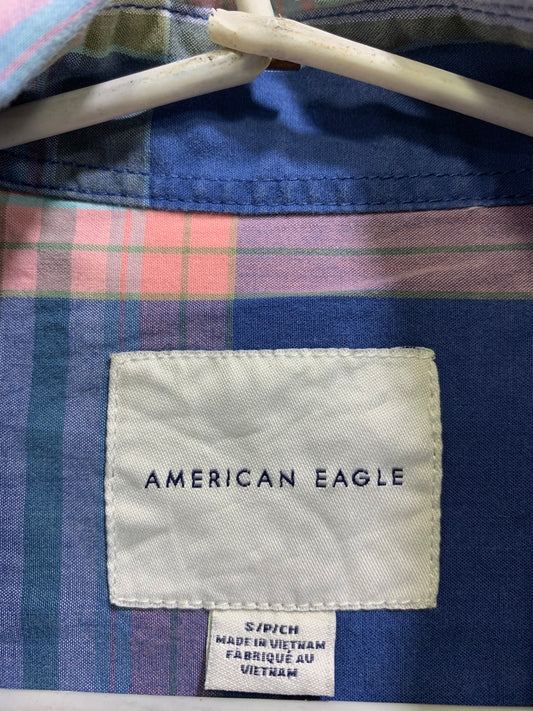 AMERICAN EAGLE
S/P/CH
MADE IN VIETNAM
FABRIQUÉ AU
VIETNAM